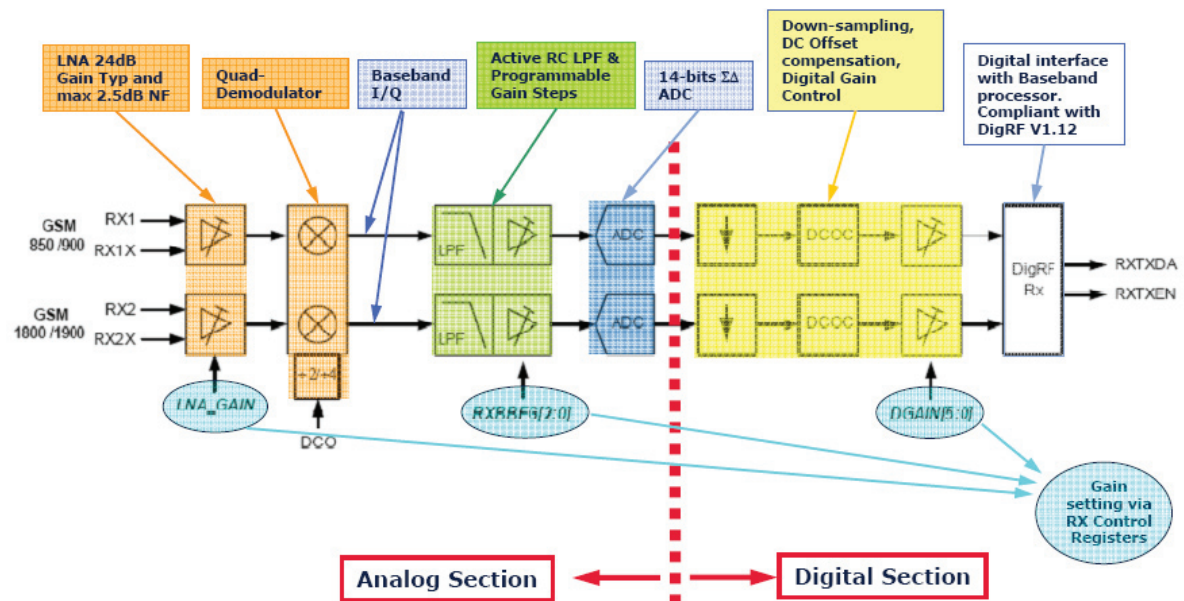 LNA 24dB
Gain Typ and
max 2.5dB NF
Quad-
Demodulator
Baseband
I/Q
Active RC LPF &
Programmable
Gain Steps
14-bits ΣΔ
ADC
Down-sampling,
DC Offset
compensation,
Digital Gain
Control
Digital interface
with Baseband
processor.
Compliant with
DigRF V1.12
GSM
850 /900
RX1
RX1X
LPF
ADC
DCOC
DigRF
Rx
RXTXDA
RXTXEN
GSM
1800 /1900
RX2
RX2X
LPF
ADC
DCOC
÷2/÷4
DCO
LNA_GAIN
[2:0]
DGAIN[5:0]
Gain
setting via
RX Control
Registers
Analog Section
Digital Section